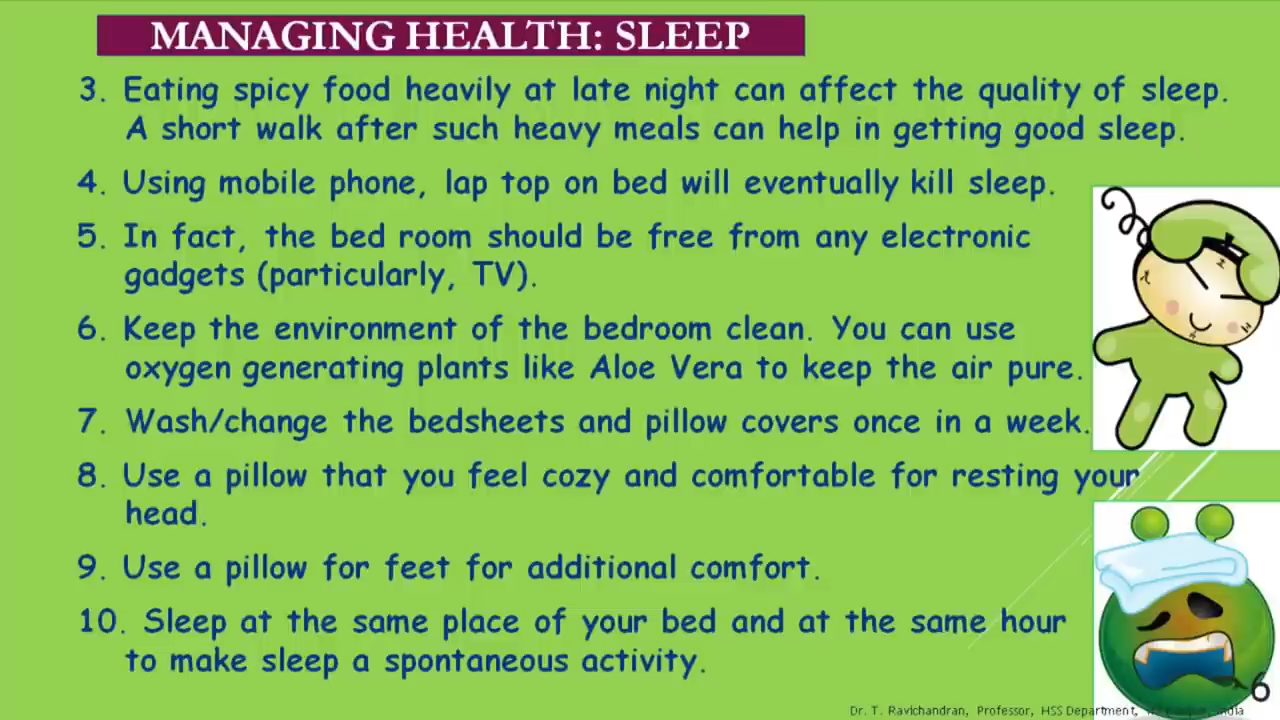 MANAGING HEALTH: SLEEP
3. Eating spicy food heavily at late night can affect the quality of sleep.
A short walk after such heavy meals can help in getting good sleep.
4. Using mobile phone, lap top on bed will eventually kill sleep.
5. In fact, the bed room should be free from any electronic
gadgets (particularly, TV).
6. Keep the environment of the bedroom clean. You can use
oxygen generating plants like Aloe Vera to keep the air pure.
7. Wash/change the bedsheets and pillow covers once in a week.
8. Use a pillow that you feel cozy and comfortable for resting your
head.
9. Use a pillow for feet for additional comfort.
10. Sleep at the same place of your bed and at the same hour
to make sleep a spontaneous activity.
6
Dr. T. Ravichandran, Professor, HSS Department, India